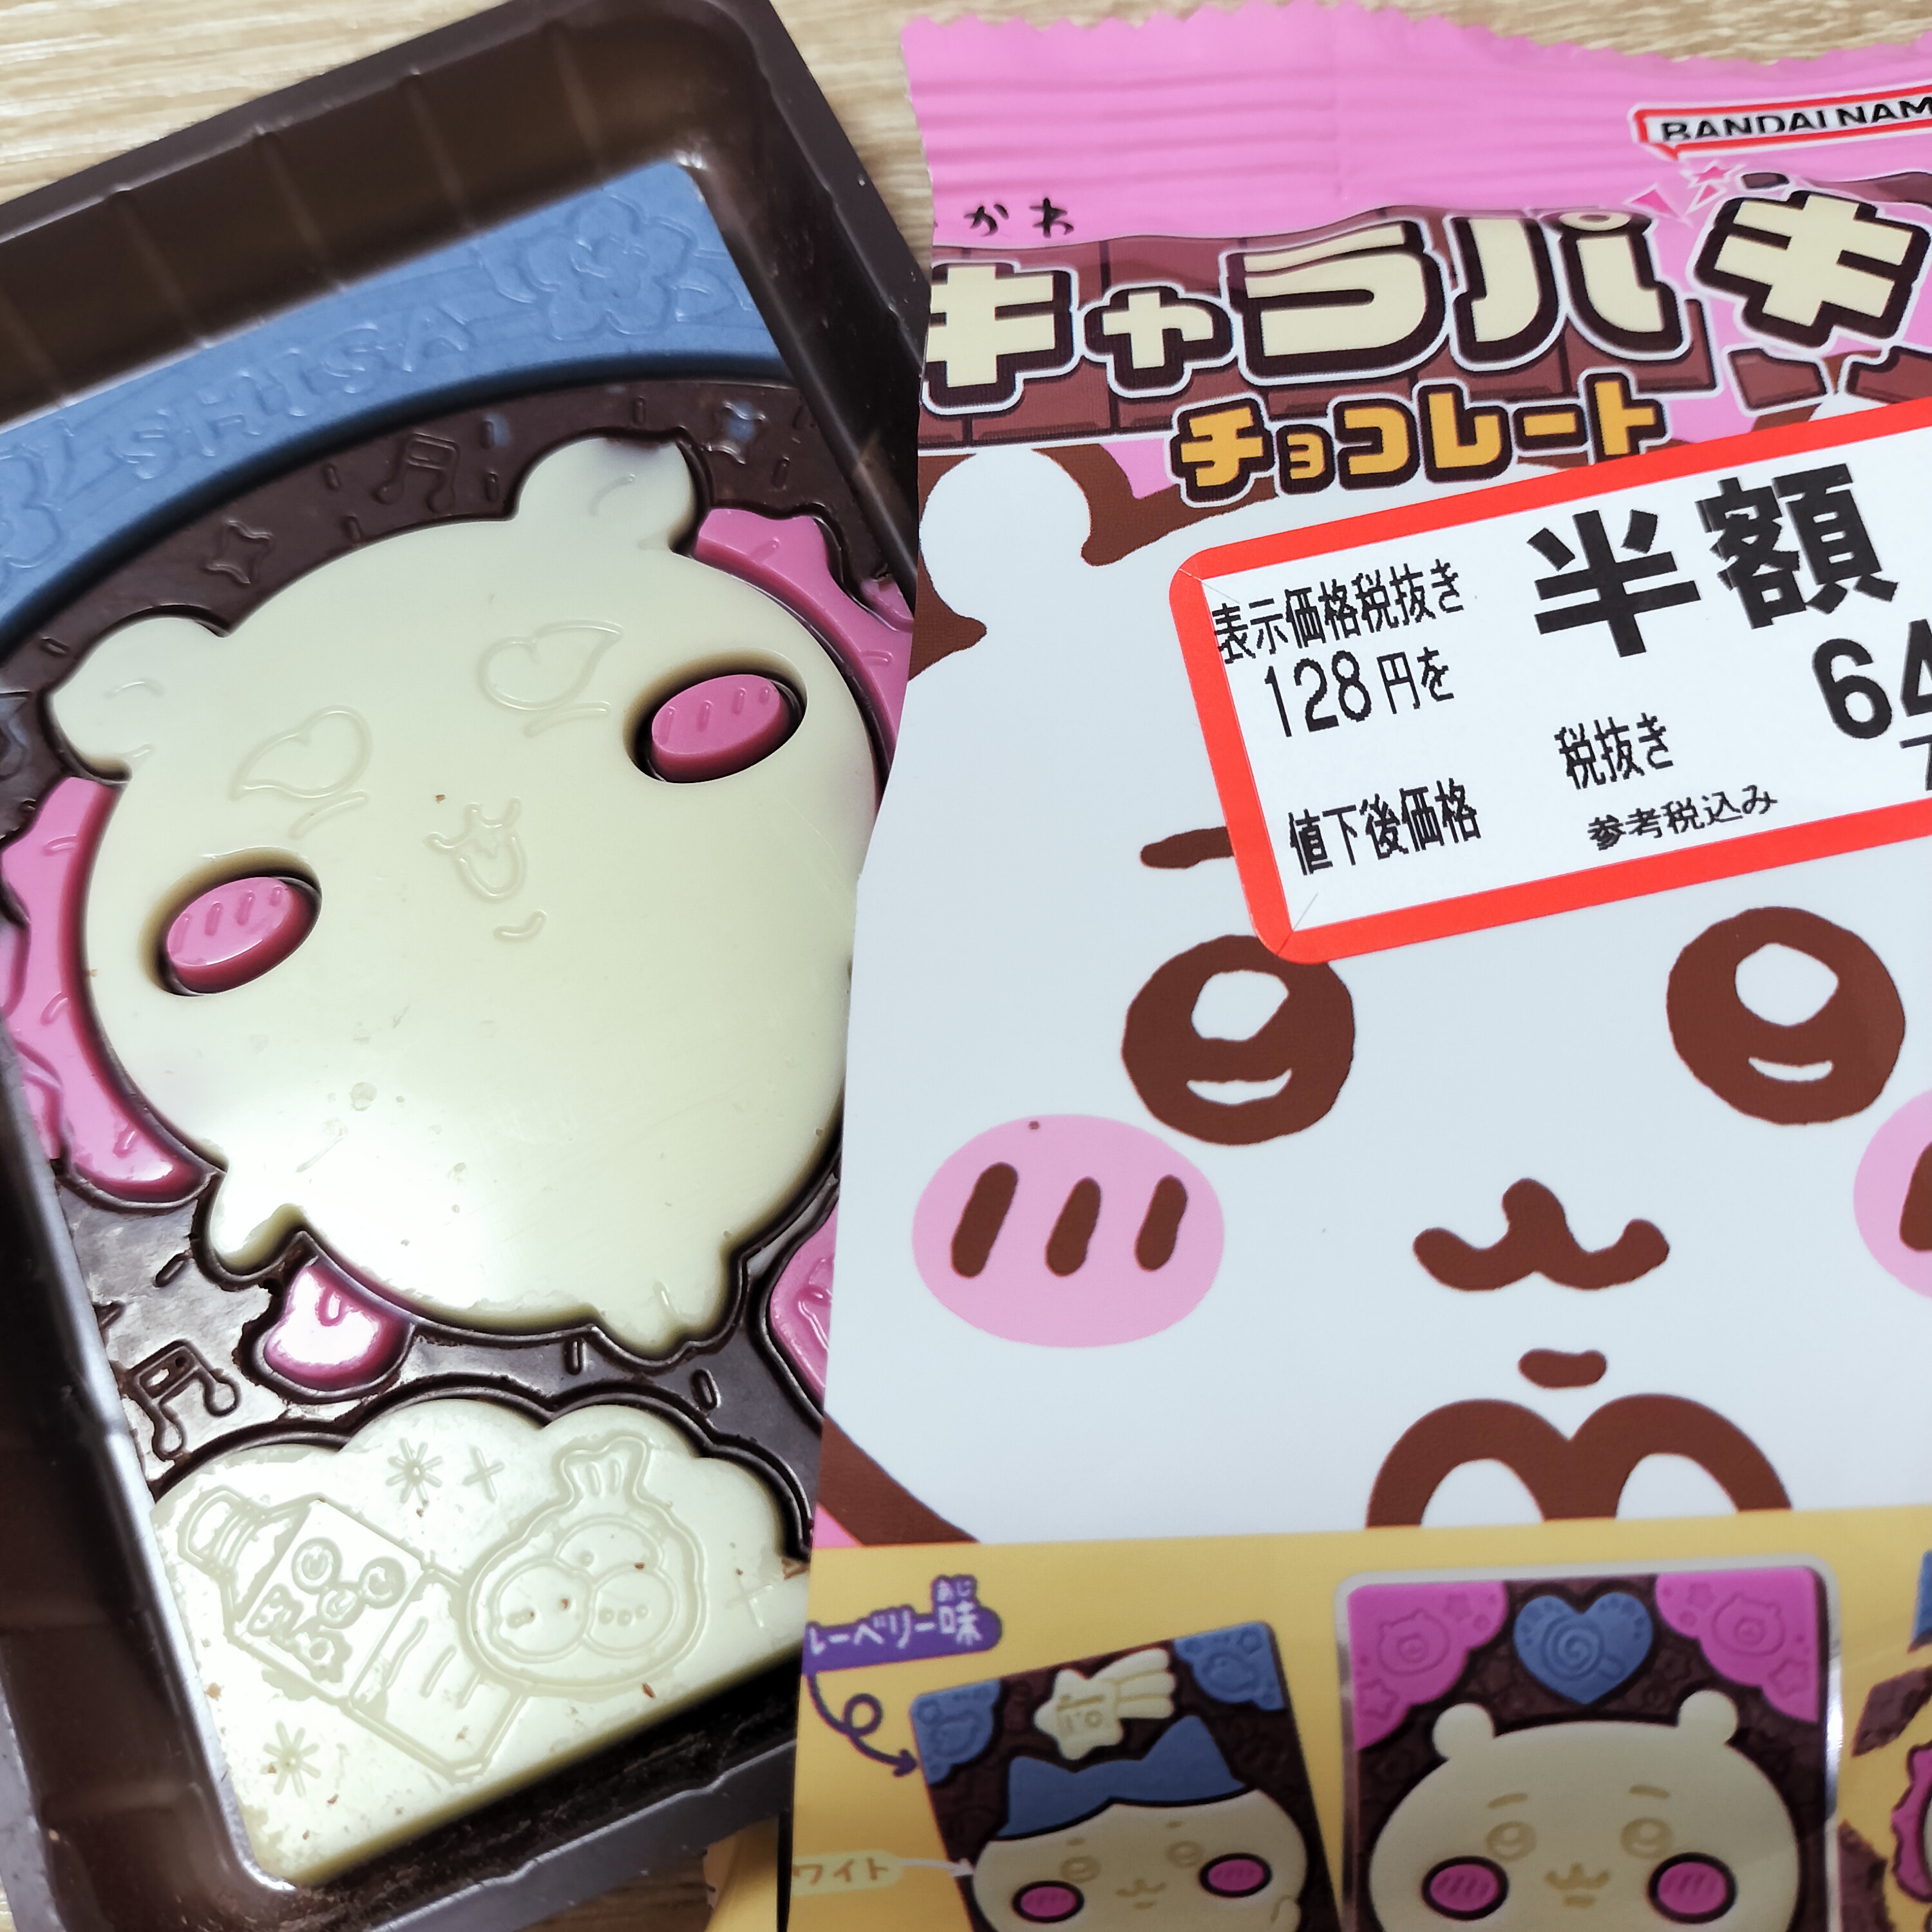 SHISA
BANDAI NAM
かわ
キャラパキ
チョコレート
半額
表示価格税抜き
128円を
64
税抜き
値下後価格
参考税込み
ーベリー味
あじ
ワイト